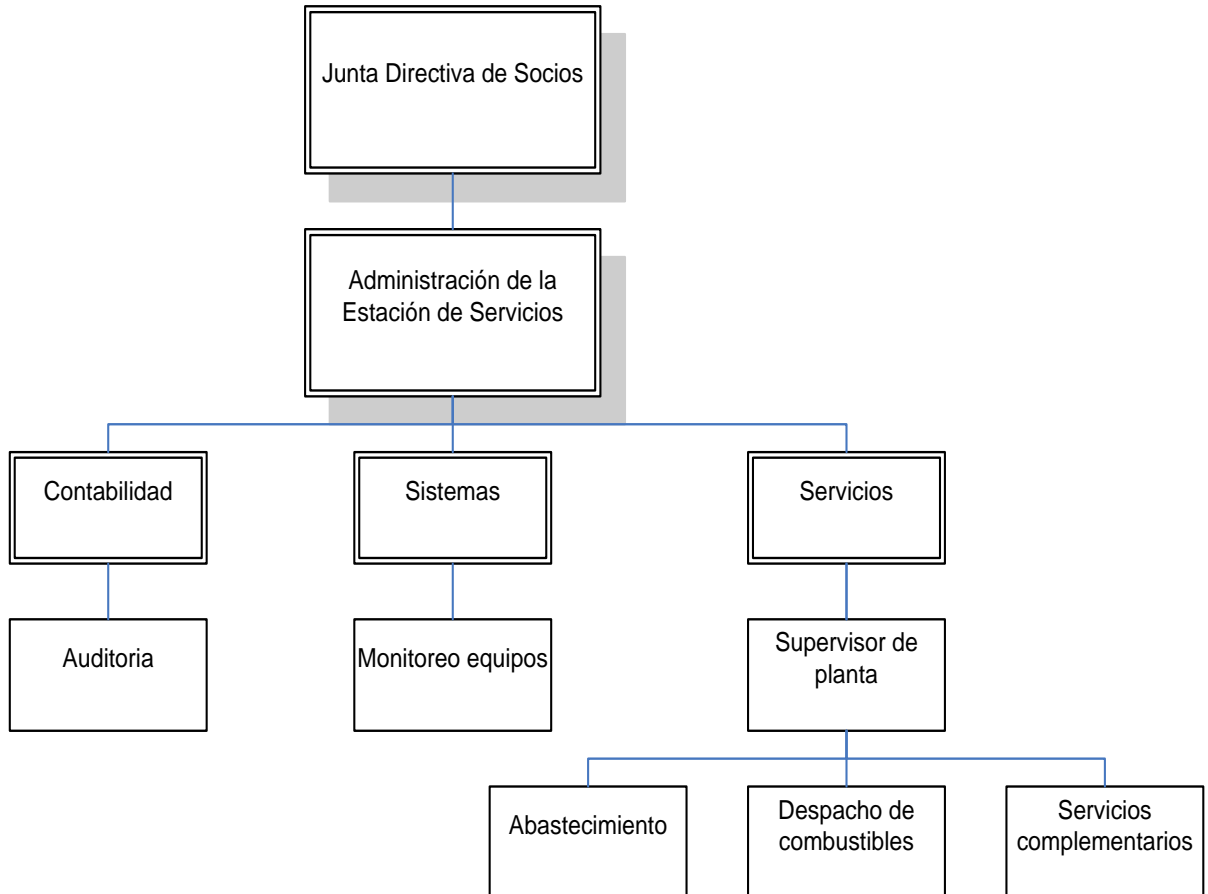 Junta Directiva de Socios
Administración de la
Estación de Servicios
Contabilidad
Sistemas
Servicios
Auditoria
Monitoreo equipos
Supervisor de
planta
Abastecimiento
Despacho de
combustibles
Servicios
complementarios